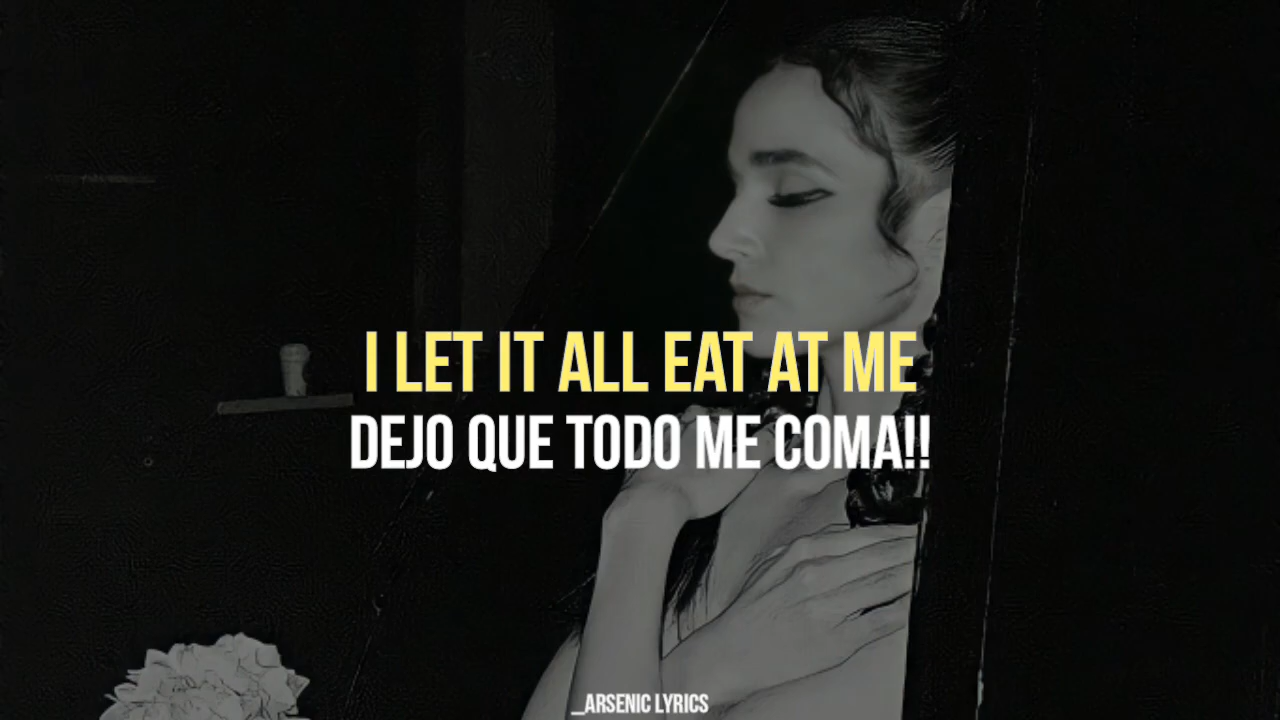 I LET IT ALL EAT AT ME
DEJO QUE TODO ME COMA!!
_ARSENIC LYRICS